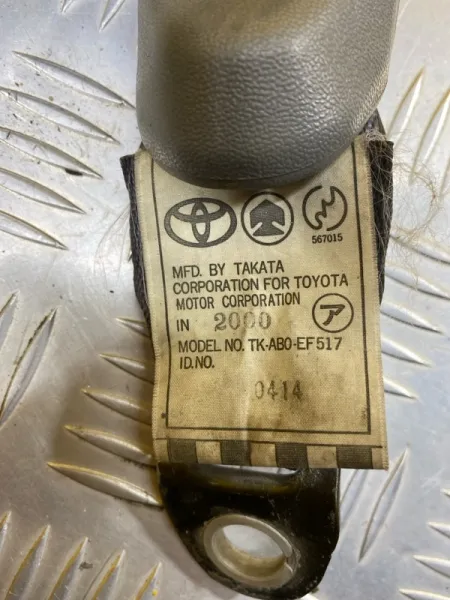 567015
MFD. BY TAKATA
CORPORATION FOR TOYOTA
MOTOR CORPORATION
IN 2000 ア
MODEL NO. TK-AB0-EF517
ID.NO.
0414